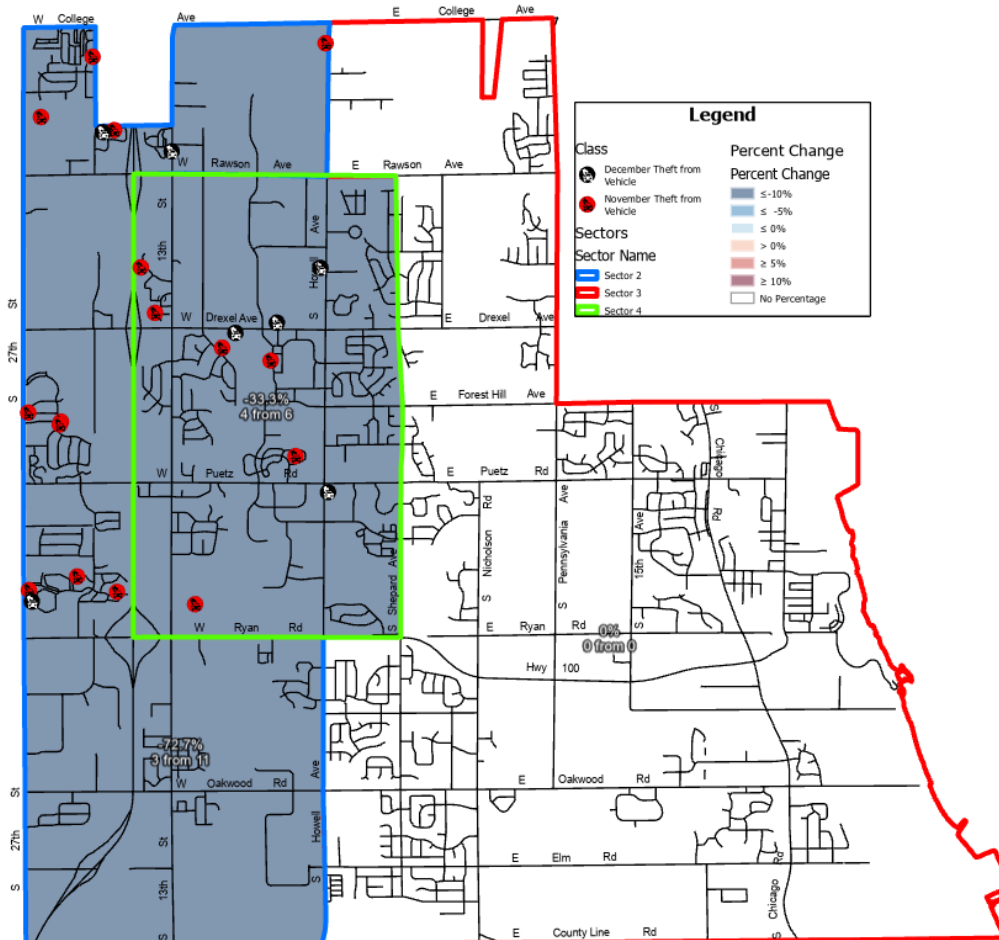 W College Ave
E College Ave
W Rawson Ave
E Rawson Ave
S 13th St
S Howell Ave
S 27th St
W Drexel Ave
E Drexel Ave
-33.3%
4 from 6
E Forest Hill Ave
W Puetz Rd
E Puetz Rd
S Chicago Rd
S Nicholson Rd
S Pennsylvania Ave
S 15th Ave
S Shepard Ave
W Ryan Rd
E Ryan Rd
0%
0 from 0
Hwy 100
-72.7%
3 from 11
W Oakwood Rd
E Oakwood Rd
S 27th St
S 13th St
S Howell Ave
E Elm Rd
S Chicago Rd
E County Line Rd
Legend
Class
December Theft from
Vehicle
November Theft from
Vehicle
Sectors
Sector Name
Sector 2
Sector 3
Sector 4
Percent Change
Percent Change
≤-10%
≤ -5%
≤ 0%
> 0%
≥ 5%
≥ 10%
No Percentage